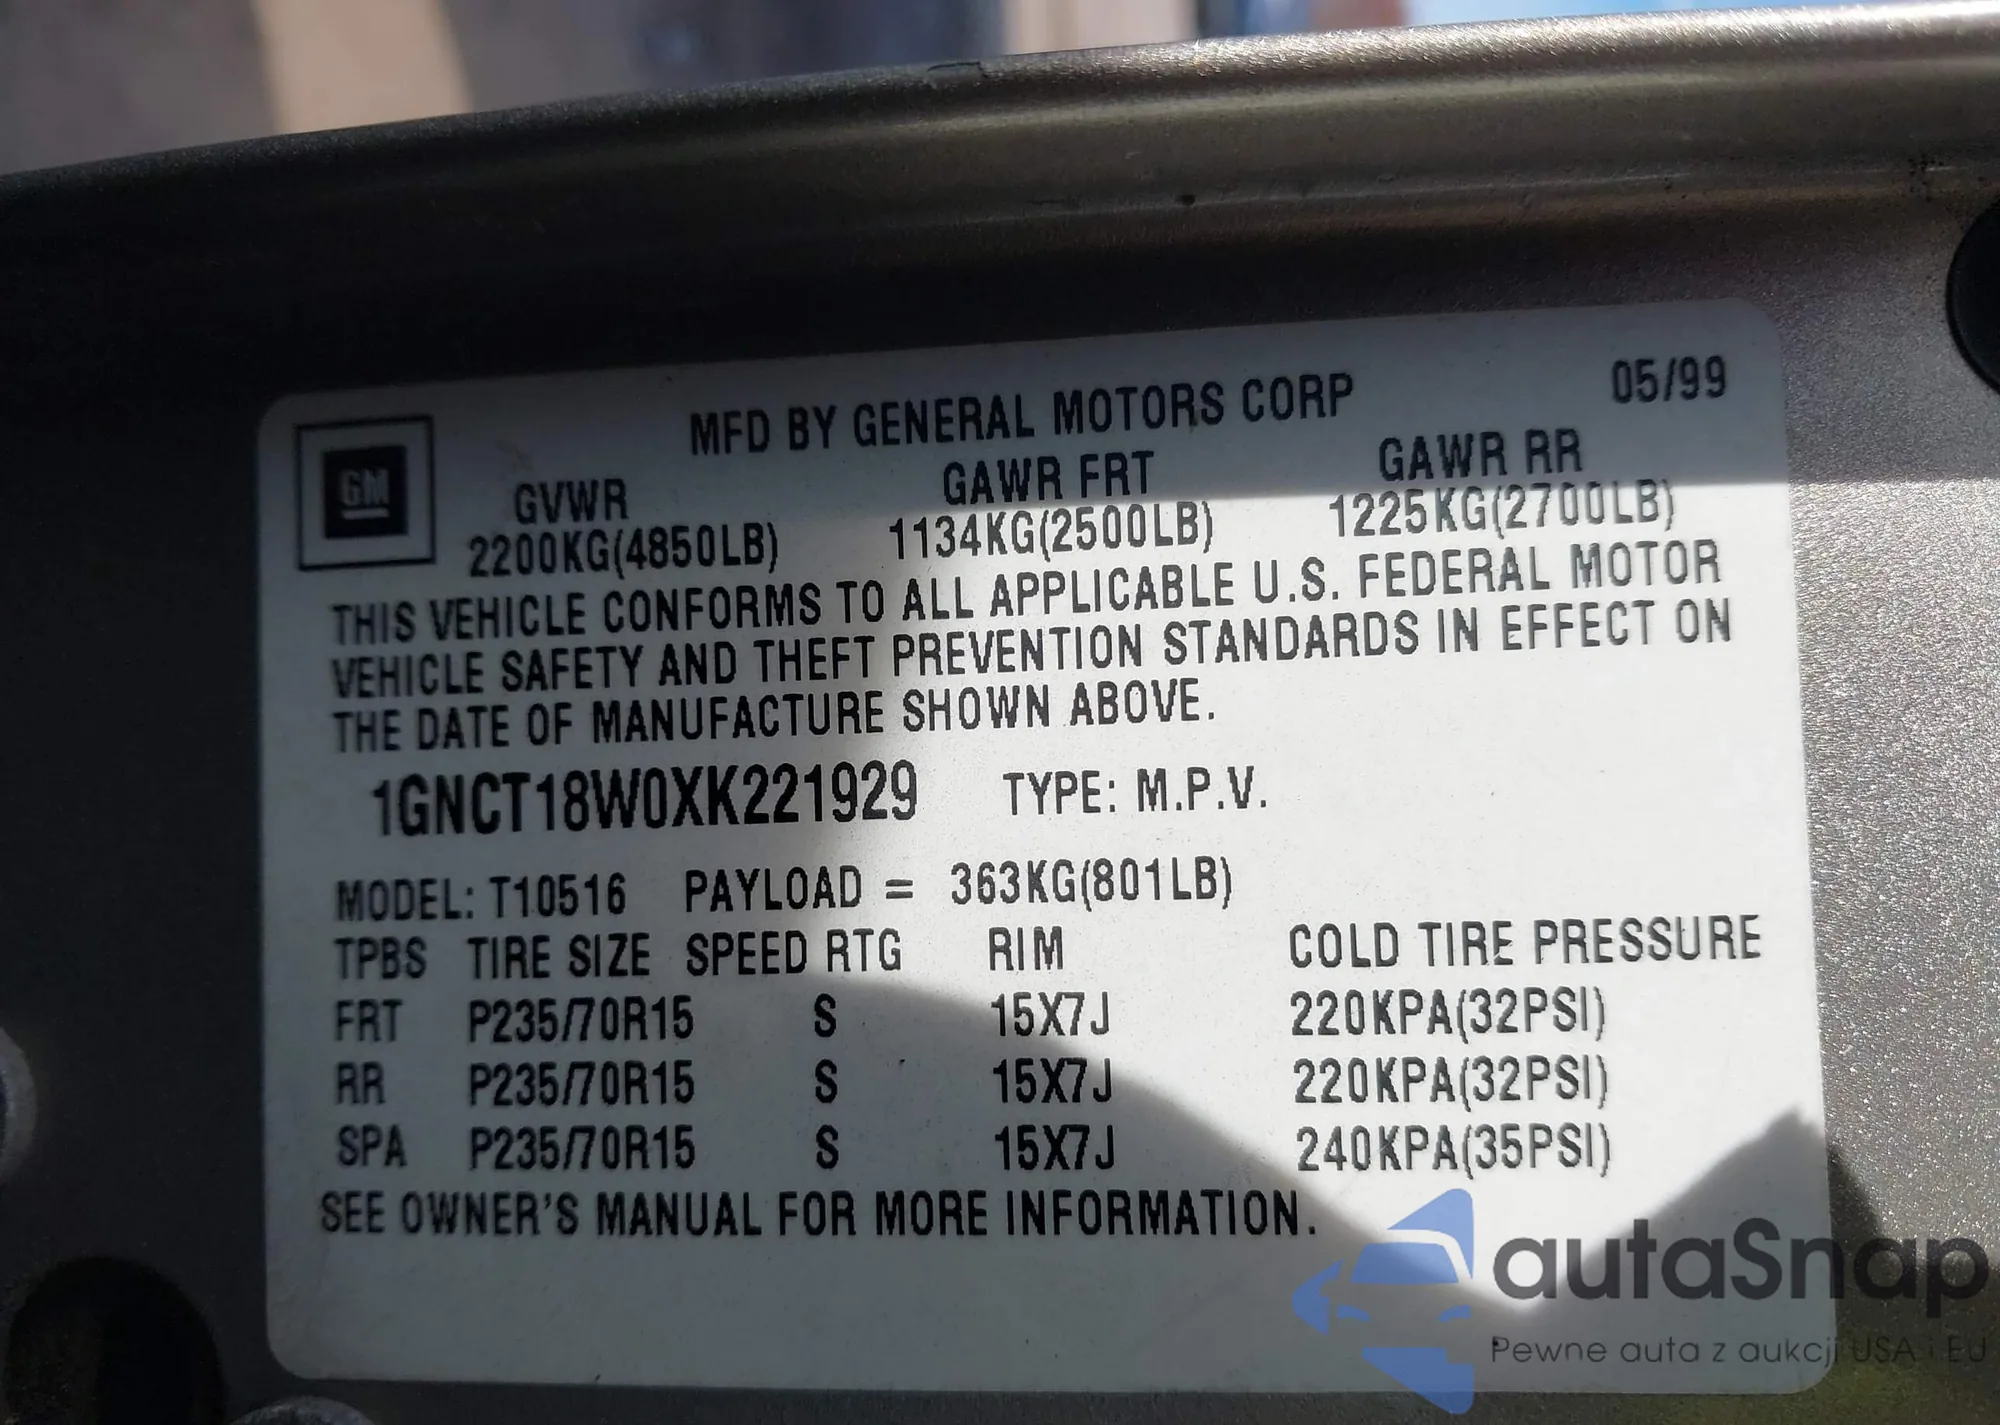 MFD BY GENERAL MOTORS CORP 05/99
GM
GVWR GAWR FRT GAWR RR
2200KG(4850LB) 1134KG(2500LB) 1225KG(2700LB)
THIS VEHICLE CONFORMS TO ALL APPLICABLE U.S. FEDERAL MOTOR
VEHICLE SAFETY AND THEFT PREVENTION STANDARDS IN EFFECT ON
THE DATE OF MANUFACTURE SHOWN ABOVE.
1GNCT18W0XK221929 TYPE: M.P.V.
MODEL: T10516 PAYLOAD = 363KG(801LB)
TPBS TIRE SIZE SPEED RTG RIM COLD TIRE PRESSURE
FRT P235/70R15 S 15X7J 220KPA(32PSI)
RR P235/70R15 S 15X7J 220KPA(32PSI)
SPA P235/70R15 S 15X7J 240KPA(35PSI)
SEE OWNER'S MANUAL FOR MORE INFORMATION.
autaSnap
Pewne auta z aukcji USA i EU